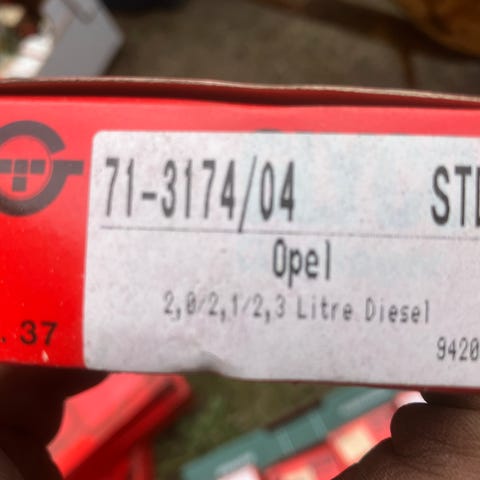 71-3174/04 STD
Opel
2,0/2,1/2,3 Litre Diesel
. 37
9420